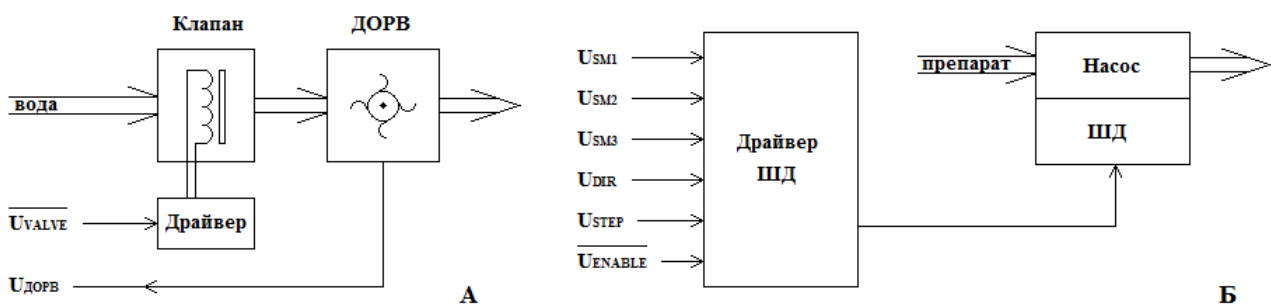 Клапан
ДОРВ
вода
Драйвер
UVALVE
UДОРВ
А
USM1
USM2
USM3
UDIR
USTEP
UENABLE
Драйвер
ШД
препарат
Насос
ШД
Б